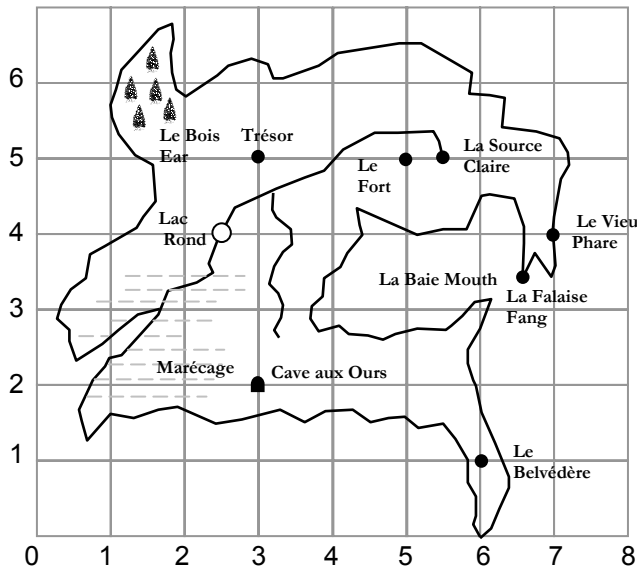 6
Le Bois
Ear
Trésor
5
Le
Fort
La Source
Claire
Lac
Rond
4
Le Vieu
Phare
La Baie Mouth
La Falaise
Fang
3
Marécage
Cave aux Ours
2
1
Le
Belvédère
0 1 2 3 4 5 6 7 8